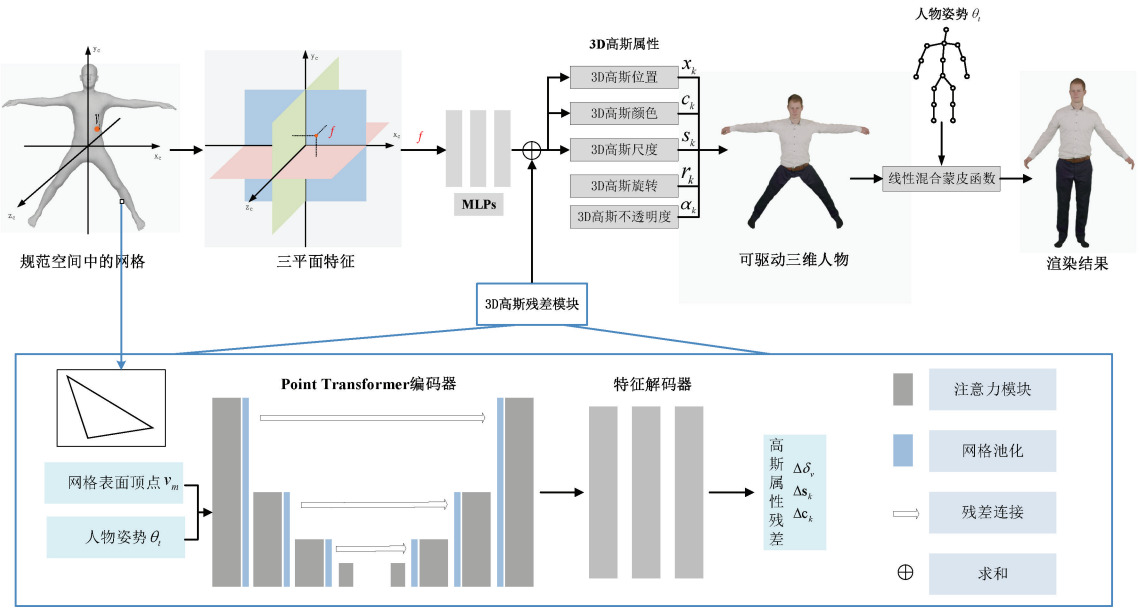 人物姿势 θt
3D高斯属性
yc
xc
zc
v
yc
xc
zc
f
f
MLPs
3D高斯位置 xk
3D高斯颜色 ck
3D高斯尺度 sk
3D高斯旋转 rk
3D高斯不透明度 αk
线性混合蒙皮函数
规范空间中的网格
三平面特征
可驱动三维人物
渲染结果
3D高斯残差模块
Point Transformer编码器
特征解码器
网格表面顶点 vm
人物姿势 θt
高斯属性残差
Δδv
Δsk
Δck
注意力模块
网格池化
残差连接
求和